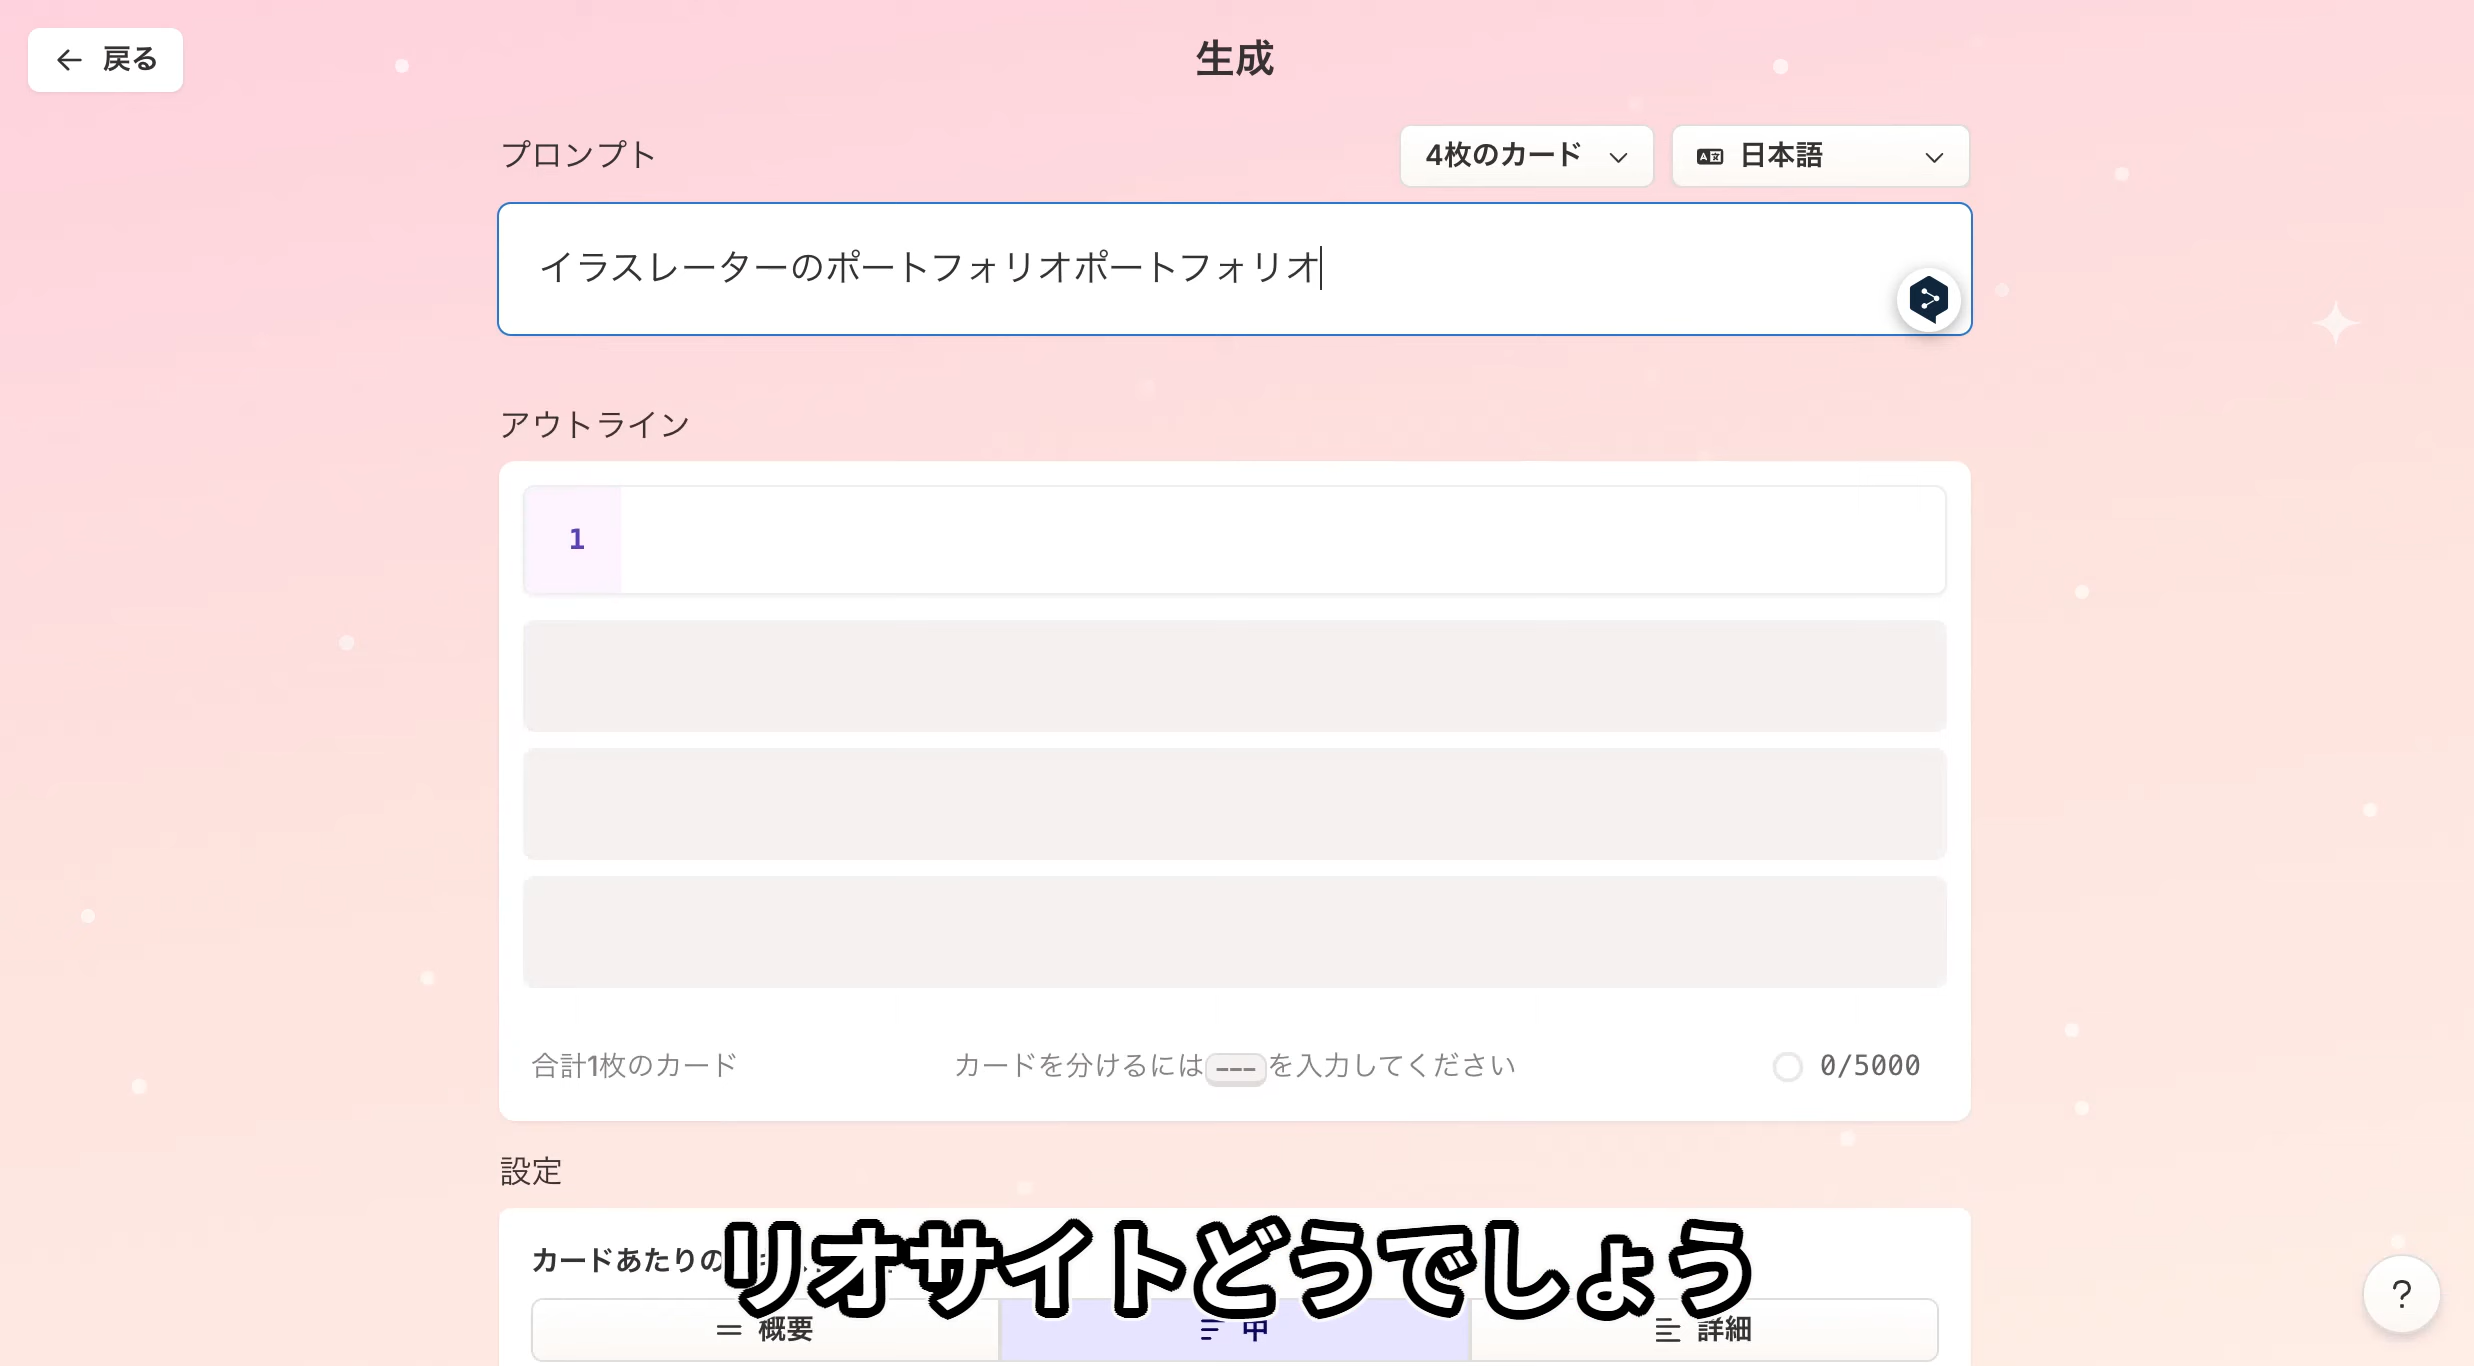 戻る
生成
プロンプト
4枚のカード
日本語
イラスレーターのポートフォリオポートフォリオ
アウトライン
1
合計1枚のカード
カードを分けるには---を入力してください
0/5000
設定
カードあたりの
リオサイトどうでしょう
概要
中
詳細
?